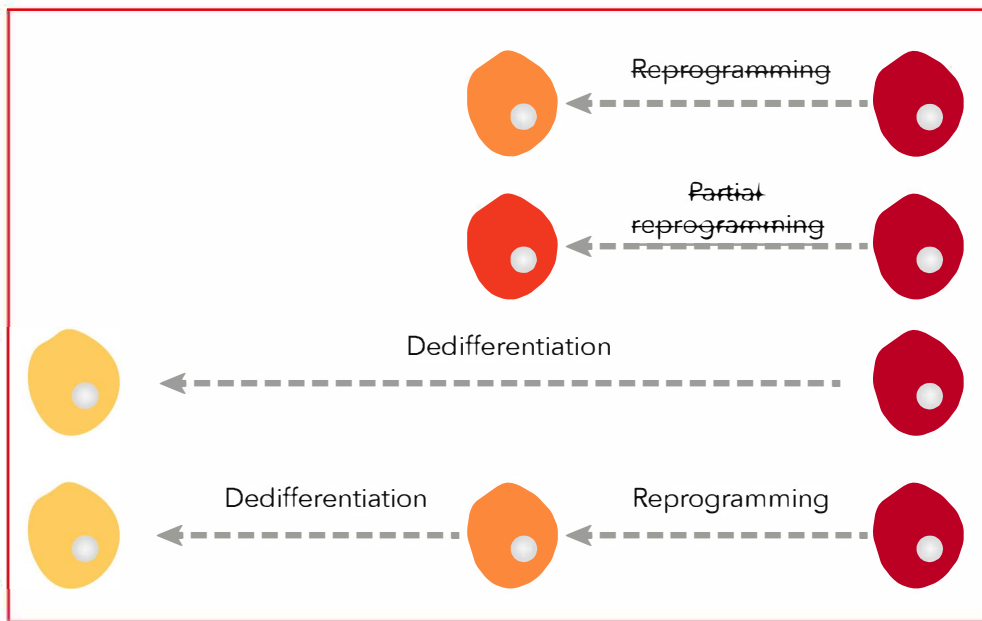 Reprogramming
Partial
reprogramming
Dedifferentiation
Dedifferentiation
Reprogramming